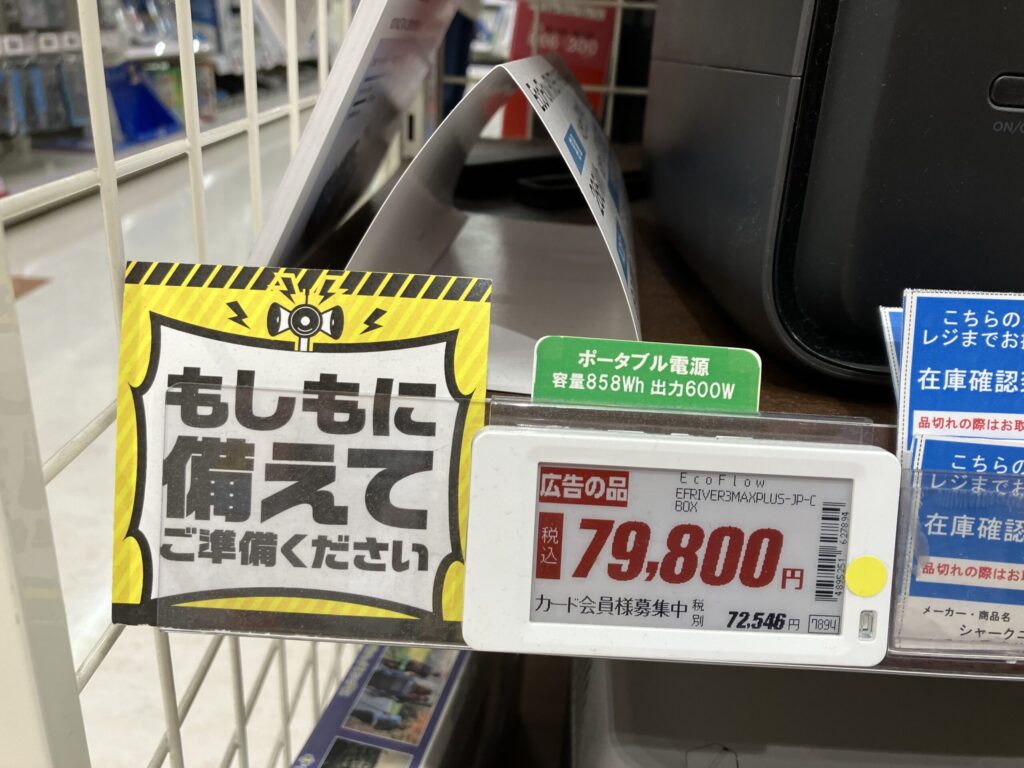 もしもに
備えて
ご準備ください
ポータブル電源
容量858Wh 出力600W
広告の品
EcoFlow
EFRIVER3MAXPLUS-JP-C
BOX
税込
79,800円
カード会員様募集中
税別
72,546円
7894
ON/O
こちらの
レジまでお
在庫確認
品切れの際はお取
こちらの
レジまでお
在庫確認
品切れの際はお取
メーカー・商品名
シャークニ